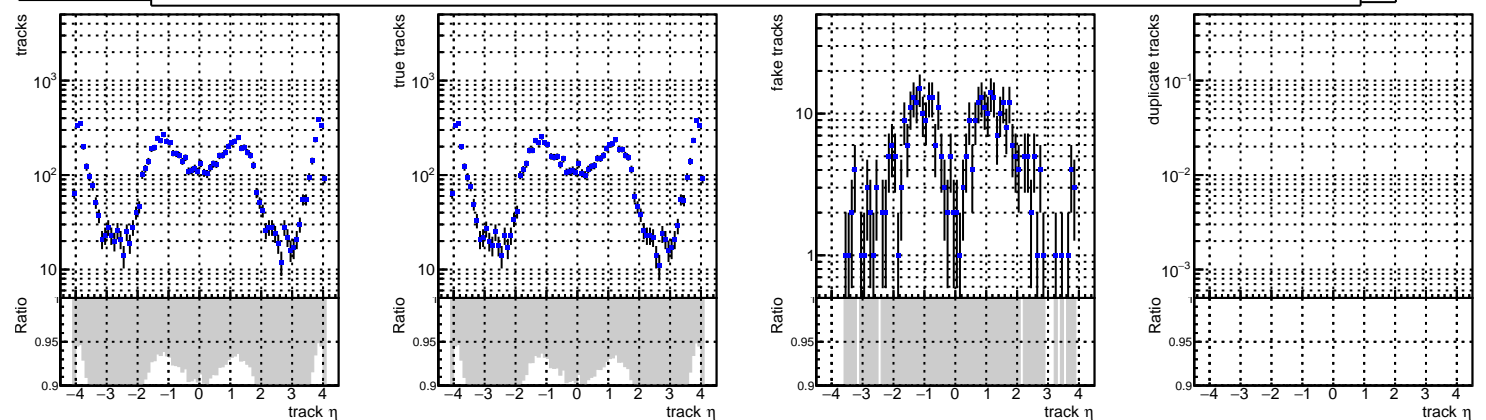 tracks
10³
10²
10
Ratio
1
0.95
0.9
−4 −3 −2 −1 0 1 2 3 4
track η
true tracks
10³
10²
10
Ratio
1
0.95
0.9
−4 −3 −2 −1 0 1 2 3 4
track η
fake tracks
10
1
Ratio
1
0.95
0.9
−4 −3 −2 −1 0 1 2 3 4
track η
duplicate tracks
10⁻¹
10⁻²
10⁻³
Ratio
1
0.95
0.9
−4 −3 −2 −1 0 1 2 3 4
track η